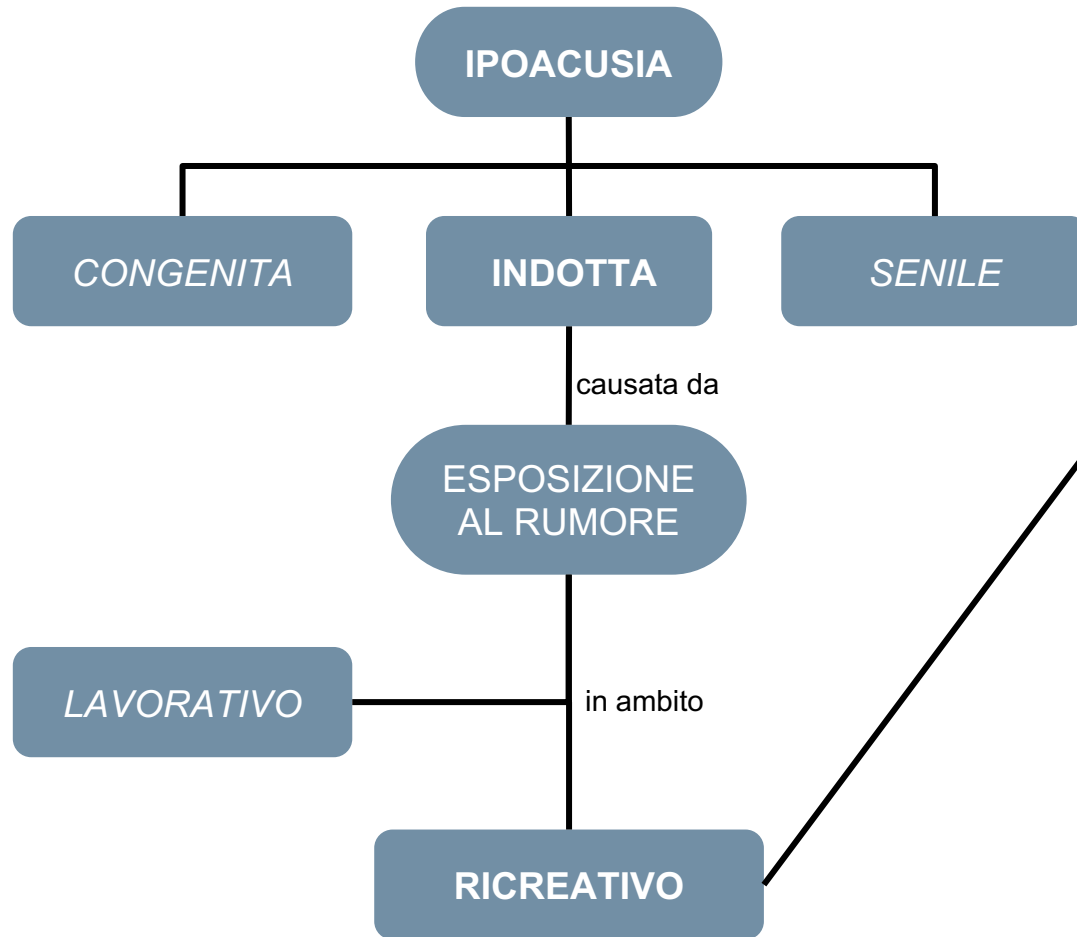 IPOACUSIA
CONGENITA
INDOTTA
SENILE
causata da
ESPOSIZIONE
AL RUMORE
LAVORATIVO
in ambito
RICREATIVO